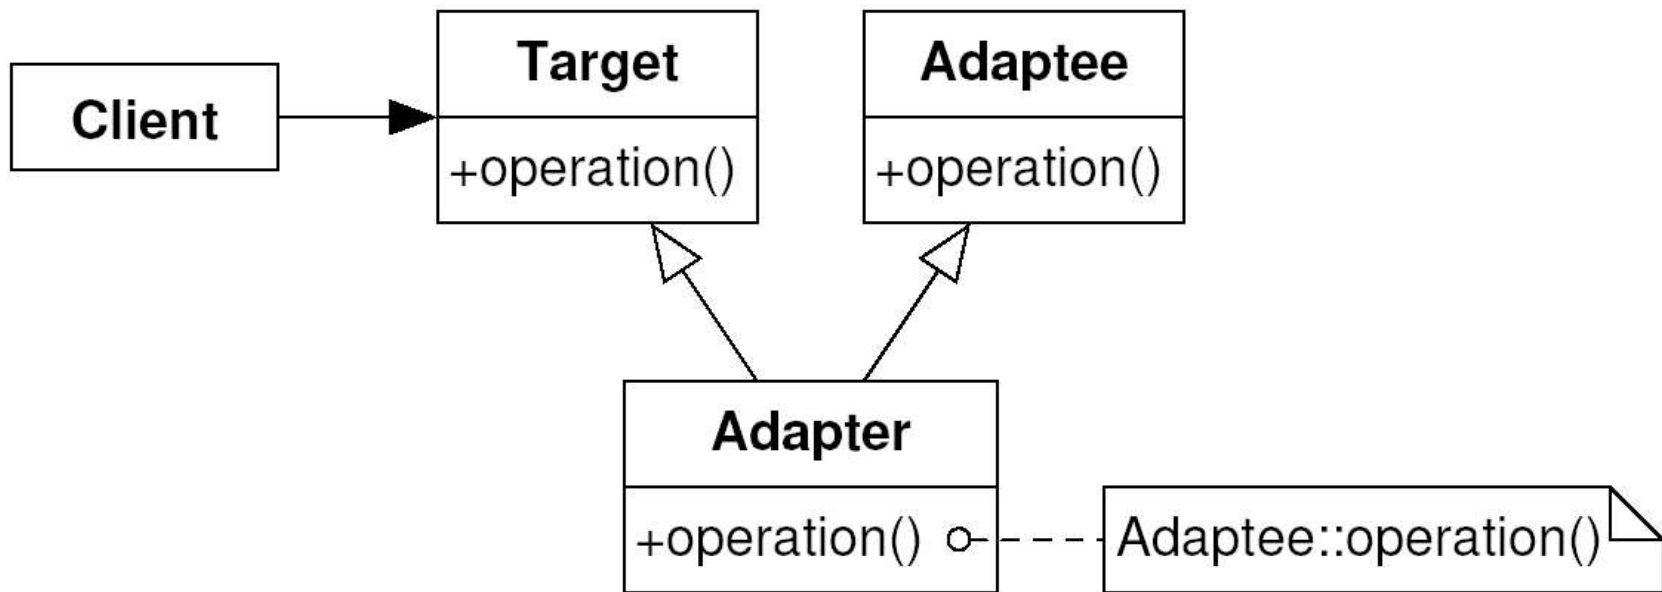 Client
Target
+operation()
Adaptee
+operation()
Adapter
+operation()
Adaptee::operation()